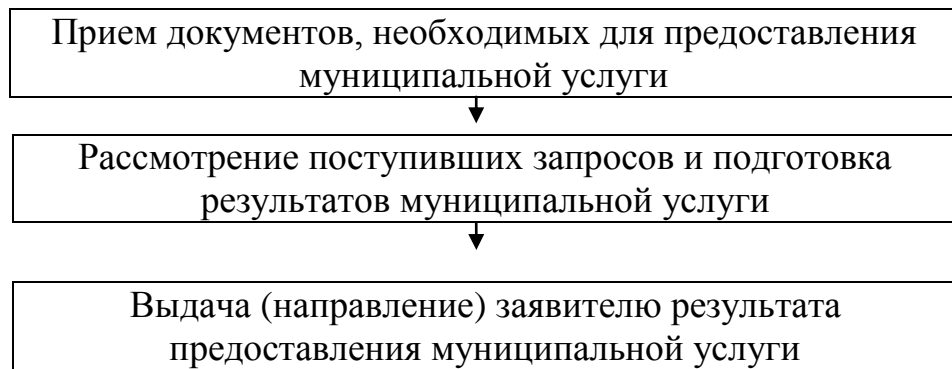 Прием документов, необходимых для предоставления
муниципальной услуги
Рассмотрение поступивших запросов и подготовка
результатов муниципальной услуги
Выдача (направление) заявителю результата
предоставления муниципальной услуги